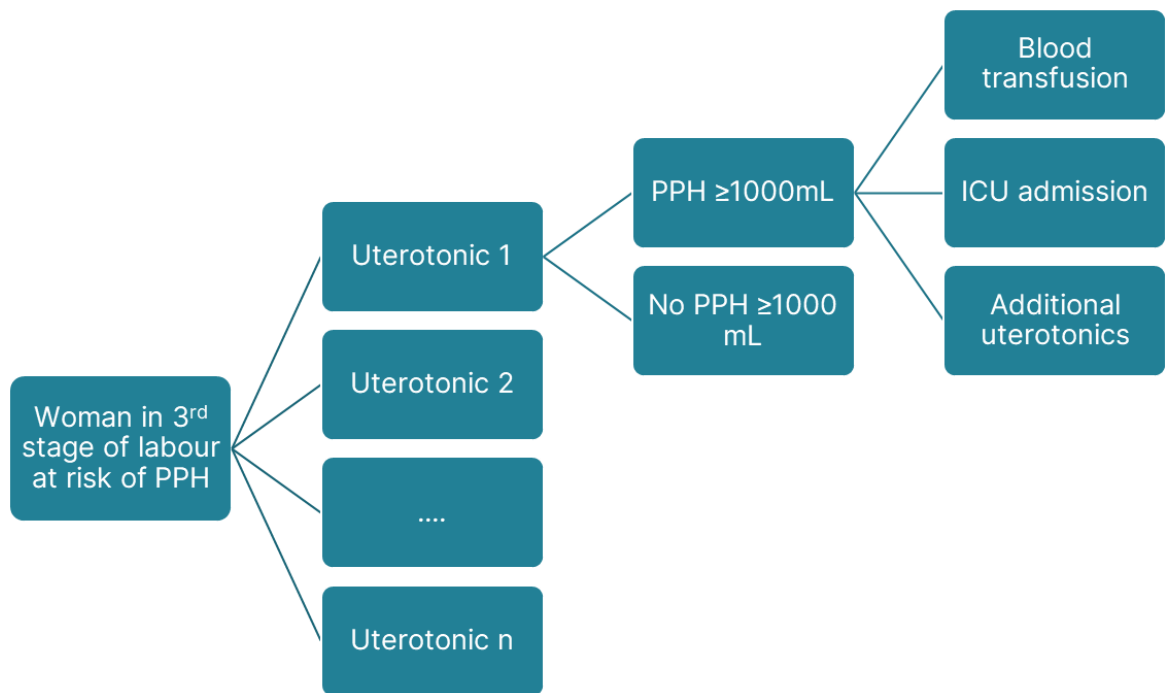 Woman in 3rd
stage of labour
at risk of PPH
Uterotonic 1
Uterotonic 2
....
Uterotonic n
PPH ≥1000mL
No PPH ≥1000
mL
Blood
transfusion
ICU admission
Additional
uterotonics